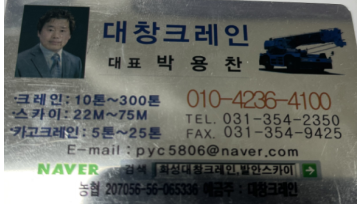 대창크레인
대표 박용찬
·크레인:10톤~300톤
·스카이:22M~75M
·카고크레인:5톤~25톤
010-4236-4100
TEL. 031-354-2350
FAX. 031-354-9425
E-mail : pyc5806@naver.com
NAVER 검색 화성대창크레인,발안스카이
농협 207056-56-065336 예금주 : 대창크레인